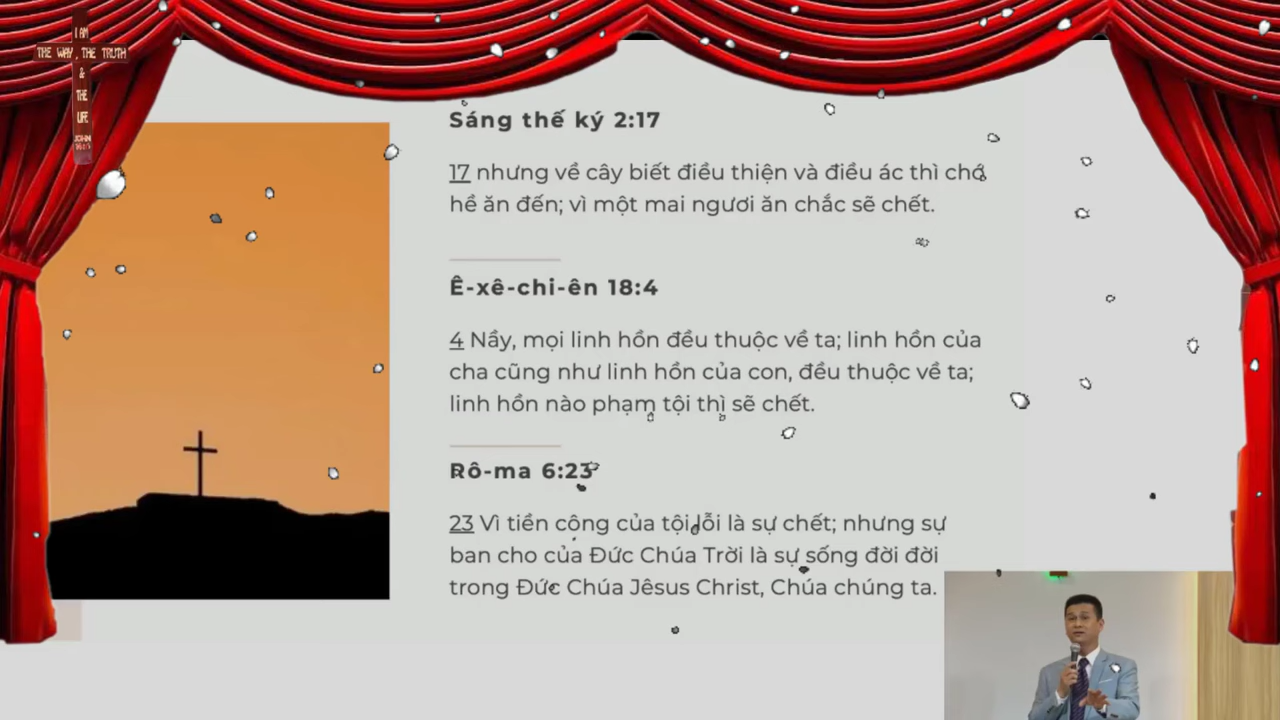 I AM
THE WAY, THE TRUTH
&
THE
LIFE
JOHN
Sáng thế ký 2:17
17 nhưng về cây biết điều thiện và điều ác thì chớ
hề ăn đến; vì một mai ngươi ăn chắc sẽ chết.
Ê-xê-chi-ên 18:4
4 Nầy, mọi linh hồn đều thuộc về ta; linh hồn của
cha cũng như linh hồn của con, đều thuộc về ta;
linh hồn nào phạm tội thì sẽ chết.
Rô-ma 6:23
23 Vì tiền công của tội lỗi là sự chết; nhưng sự
ban cho của Đức Chúa Trời là sự sống đời đời
trong Đức Chúa Jêsus Christ, Chúa chúng ta.